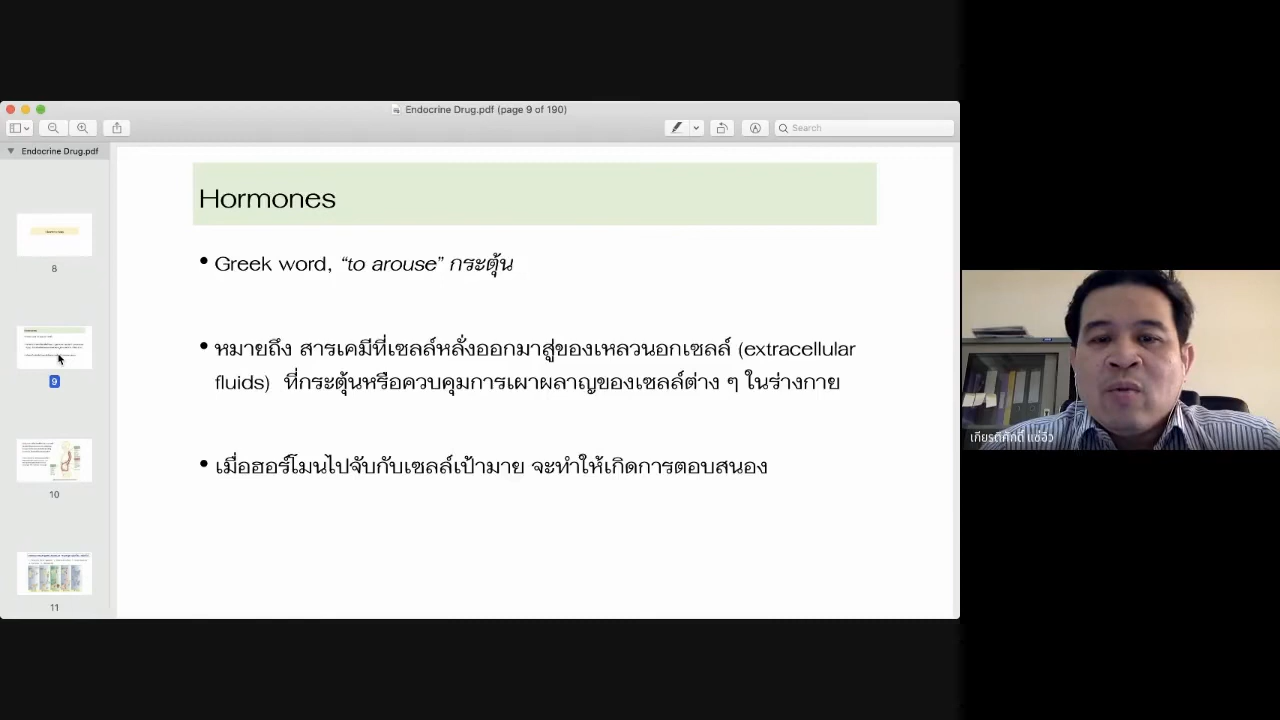 Endocrine Drug.pdf (page 9 of 190)
Search
Endocrine Drug.pdf
8
9
10
11
Hormones
• Greek word, “to arouse” กระตุ้น
• หมายถึง สารเคมีที่เซลล์หลั่งออกมาสู่ของเหลวนอกเซลล์ (extracellular
fluids) ที่กระตุ้นหรือควบคุมการเผาผลาญของเซลล์ต่าง ๆ ในร่างกาย
• เมื่อฮอร์โมนไปจับกับเซลล์เป้ามาย จะทำให้เกิดการตอบสนอง
เกียรติศักดิ์ แซ่อิว